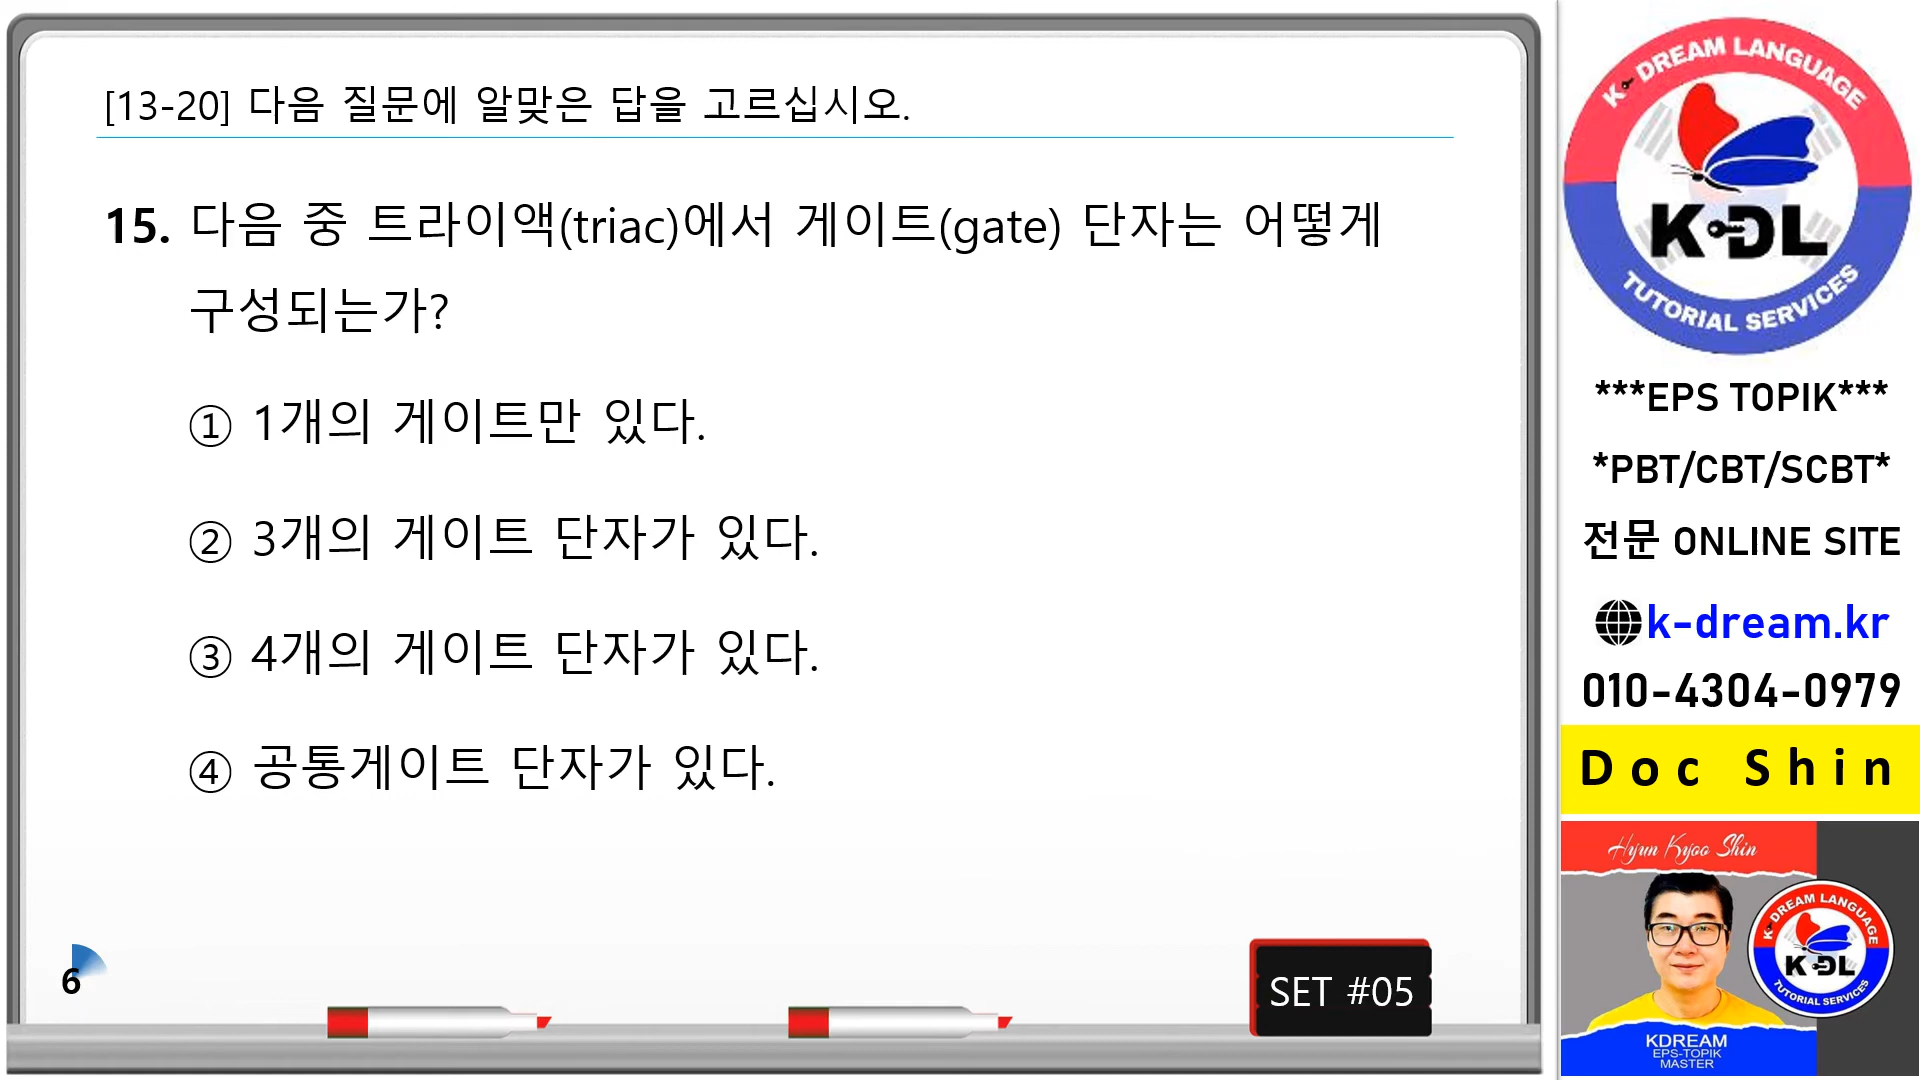 [13-20] 다음 질문에 알맞은 답을 고르십시오.
15. 다음 중 트라이액(triac)에서 게이트(gate) 단자는 어떻게
구성되는가?
① 1개의 게이트만 있다.
② 3개의 게이트 단자가 있다.
③ 4개의 게이트 단자가 있다.
④ 공통게이트 단자가 있다.
6
SET #05
K DREAM LANGUAGE
K DL
TUTORIAL SERVICES
***EPS TOPIK***
*PBT/CBT/SCBT*
전문 ONLINE SITE
k-dream.kr
010-4304-0979
Doc Shin
Hyun Kyoo Shin
K DREAM LANGUAGE
K DL
TUTORIAL SERVICES
KDREAM
EPS-TOPIK
MASTER